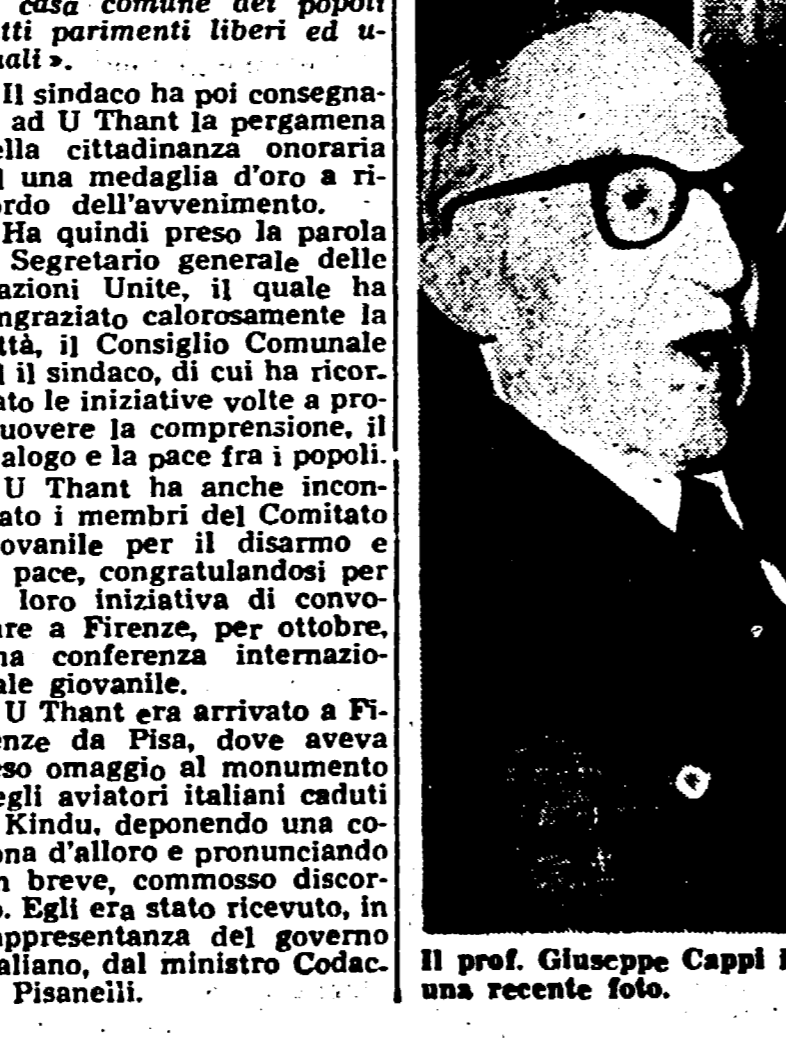 casa comune dei popoli
tti parimenti liberi ed u-
uali ».
Il sindaco ha poi consegna-
ad U Thant la pergamena
ella cittadinanza onoraria
una medaglia d'oro a ri-
ordo dell'avvenimento.
Ha quindi preso la parola
Segretario generale delle
azioni Unite, il quale ha
ngraziato calorosamente la
ttà, il Consiglio Comunale
il sindaco, di cui ha ricor-
ato le iniziative volte a pro-
uovere la comprensione, il
alogo e la pace fra i popoli.
U Thant ha anche incon-
ato i membri del Comitato
ovanile per il disarmo e
pace, congratulandosi per
loro iniziativa di convo-
are a Firenze, per ottobre,
na conferenza internazio-
ale giovanile.
U Thant era arrivato a Fi-
enze da Pisa, dove aveva
eso omaggio al monumento
egli aviatori italiani caduti
Kindu, deponendo una co-
ona d'alloro e pronunciando
n breve, commosso discor-
o. Egli era stato ricevuto, in
appresentanza del governo
aliano, dal ministro Codac-
Pisanelli.
Il prof. Giuseppe Cappi i
una recente foto.